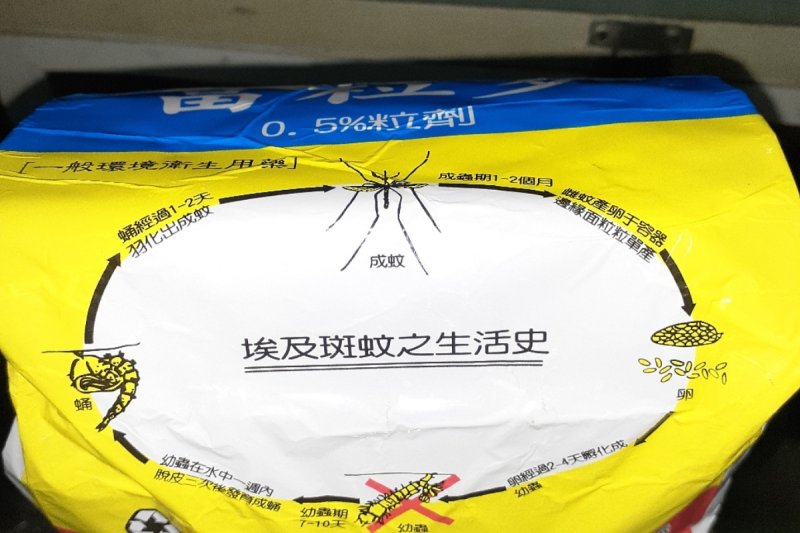 0.5%粒劑
[一般環境衛生用藥]
成蟲期1-2個月
蛹經過1-2天
羽化出成蚊
雌蚊產卵于容器
邊緣面粒粒單產
成蚊
埃及斑蚊之生活史
卵
蛹
卵經過2-4天孵化成
幼蟲
幼蟲在水中一週內
脫皮三次後發育成蛹
幼蟲期
7-10天
幼蟲